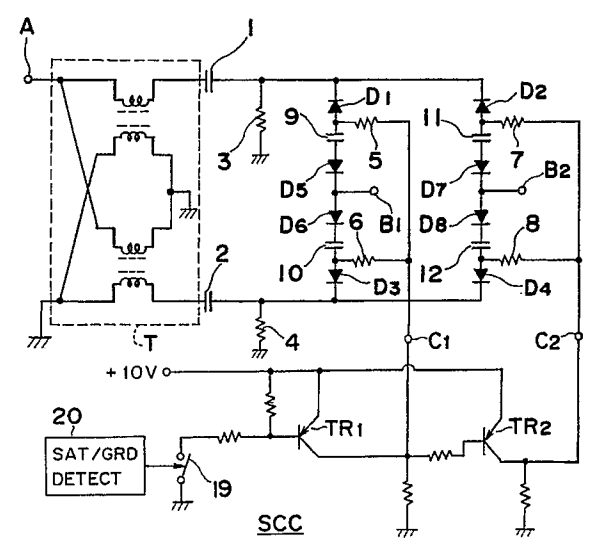 A
1
D1
D2
9
11
3
5
7
D5
D7
B2
D6
B1
D8
6
8
2
10
12
D3
D4
4
T
C1
C2
+10V
20
TR1
TR2
SAT/GRD
DETECT
19
SCC